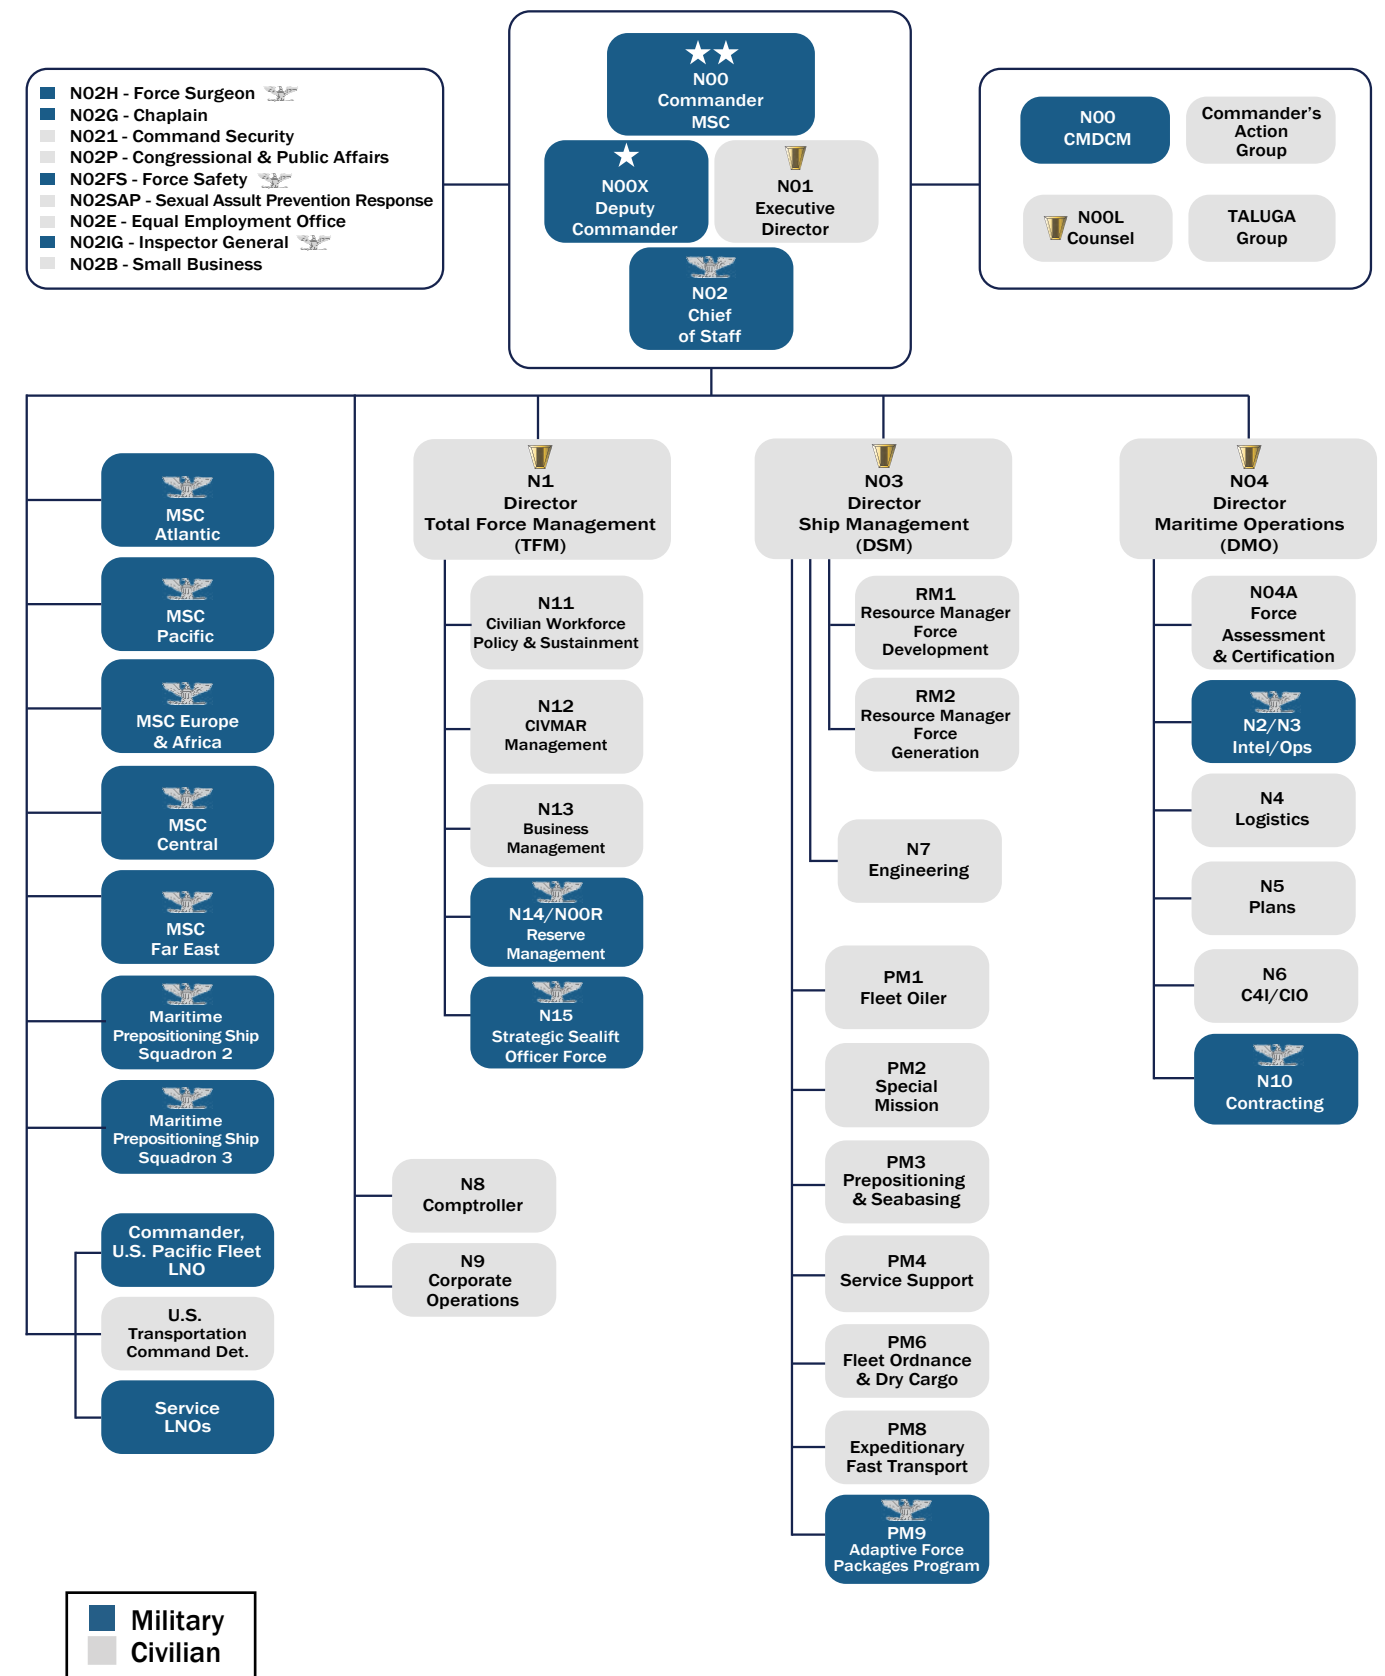 N00
Commander
MSC
N00X
Deputy
Commander
N01
Executive
Director
N02
Chief
of Staff
N02H - Force Surgeon
N02G - Chaplain
N021 - Command Security
N02P - Congressional & Public Affairs
N02FS - Force Safety
N02SAP - Sexual Assult Prevention Response
N02E - Equal Employment Office
N02IG - Inspector General
N02B - Small Business
N00
CMDCM
Commander's
Action
Group
N00L
Counsel
TALUGA
Group
MSC
Atlantic
MSC
Pacific
MSC Europe
& Africa
MSC
Central
MSC
Far East
Maritime
Prepositioning Ship
Squadron 2
Maritime
Prepositioning Ship
Squadron 3
Commander,
U.S. Pacific Fleet
LNO
U.S.
Transportation
Command Det.
Service
LNOs
N8
Comptroller
N9
Corporate
Operations
N1
Director
Total Force Management
(TFM)
N11
Civilian Workforce
Policy & Sustainment
N12
CIVMAR
Management
N13
Business
Management
N14/N00R
Reserve
Management
N15
Strategic Sealift
Officer Force
N03
Director
Ship Management
(DSM)
RM1
Resource Manager
Force
Development
RM2
Resource Manager
Force
Generation
N7
Engineering
PM1
Fleet Oiler
PM2
Special
Mission
PM3
Prepositioning
& Seabasing
PM4
Service Support
PM6
Fleet Ordnance
& Dry Cargo
PM8
Expeditionary
Fast Transport
PM9
Adaptive Force
Packages Program
N04
Director
Maritime Operations
(DMO)
N04A
Force
Assessment
& Certification
N2/N3
Intel/Ops
N4
Logistics
N5
Plans
N6
C4I/CIO
N10
Contracting
Military
Civilian